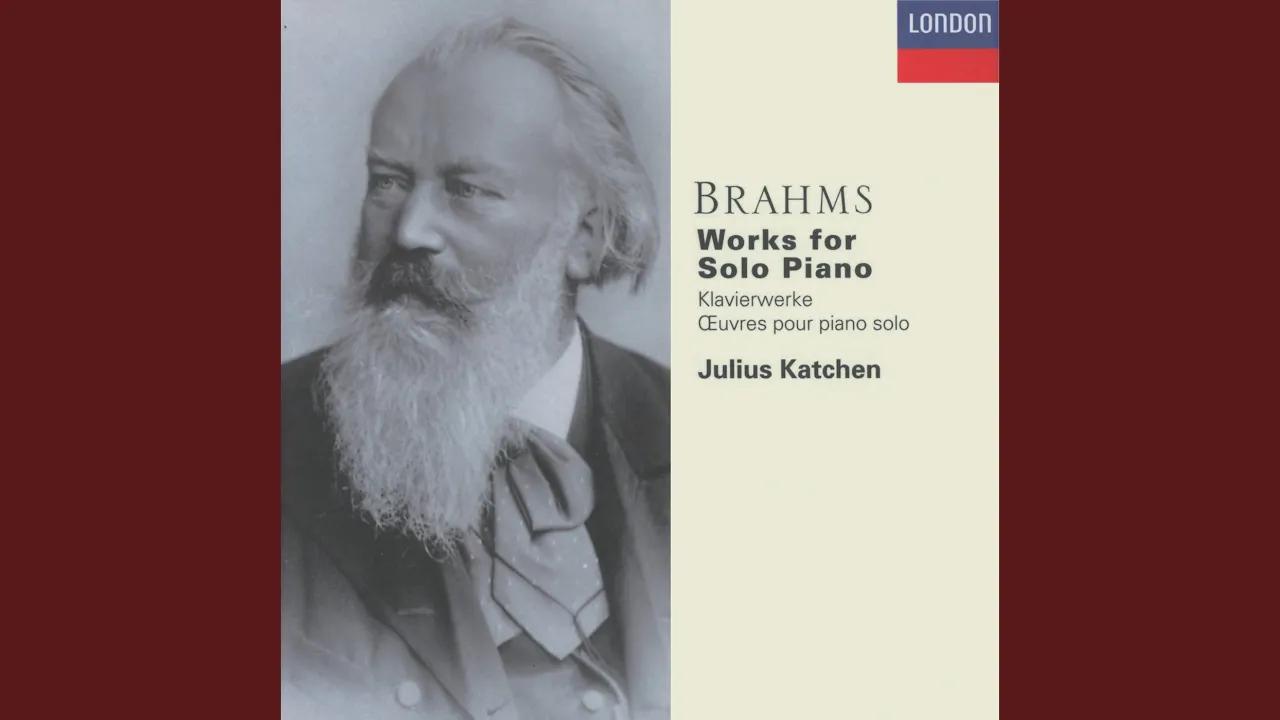 LONDON
BRAHMS
Works for
Solo Piano
Klavierwerke
Œuvres pour piano solo
Julius Katchen